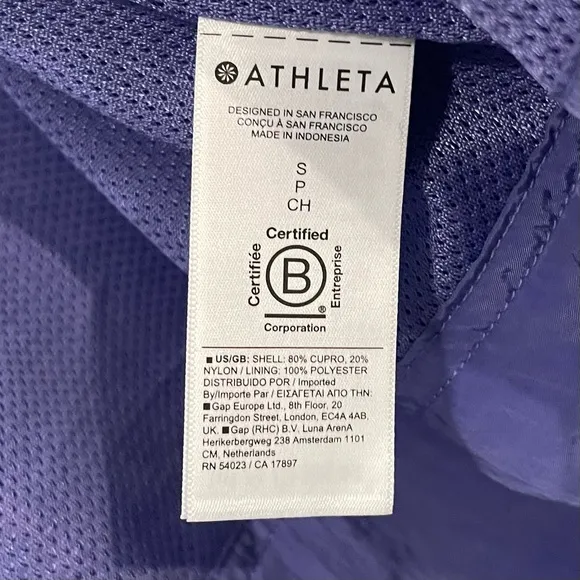 ATHLETA
DESIGNED IN SAN FRANCISCO
CONÇU À SAN FRANCISCO
MADE IN INDONESIA
S
P
CH
Certified
Certifiée
B
Entreprise
®
Corporation
■ US/GB: SHELL: 80% CUPRO, 20%
NYLON / LINING: 100% POLYESTER
DISTRIBUIDO POR / Imported
By/Importe Par / ΕΙΣΑΓΕΤΑΙ ΑΠΟ ΤΗΝ:
■Gap Europe Ltd., 8th Floor, 20
Farringdon Street, London, EC4A 4AB,
UK. ■Gap (RHC) B.V. Luna ArenA
Herikerbergweg 238 Amsterdam 1101
CM, Netherlands
RN 54023 / CA 17897